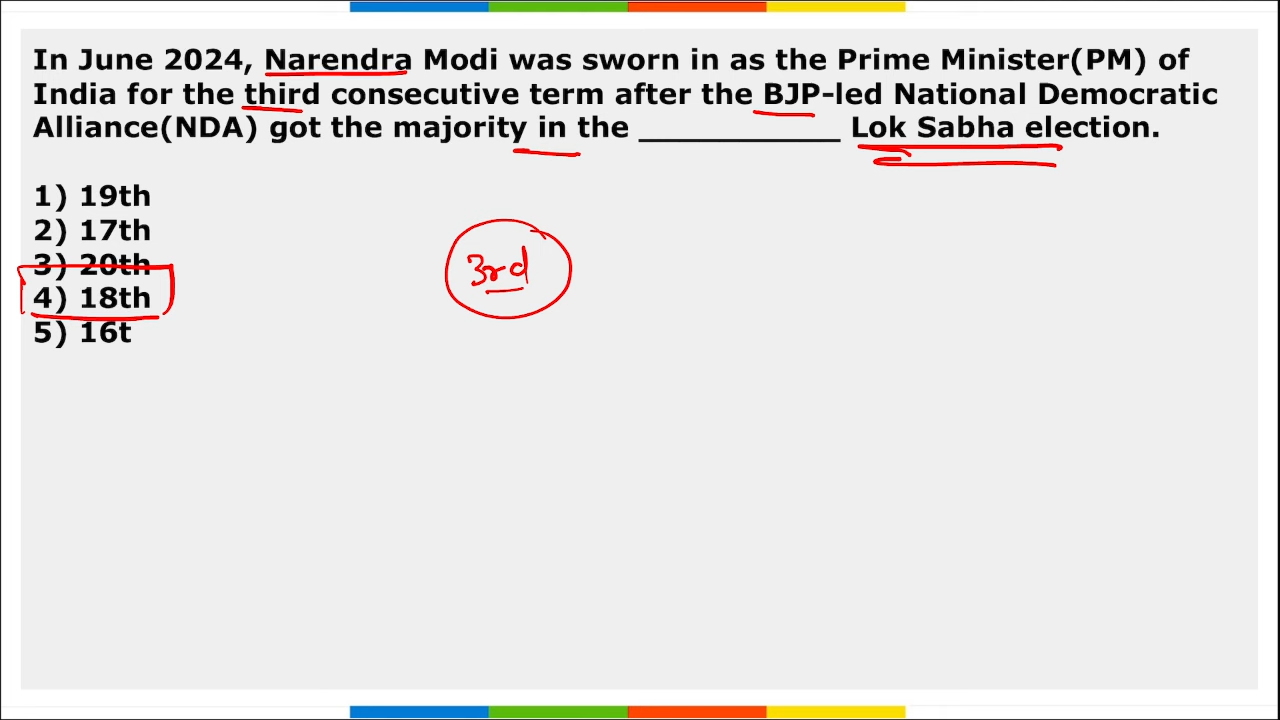 In June 2024, Narendra Modi was sworn in as the Prime Minister(PM) of
India for the third consecutive term after the BJP-led National Democratic
Alliance(NDA) got the majority in the ____________ Lok Sabha election.
1) 19th
2) 17th
3) 20th
3rd
4) 18th
5) 16t